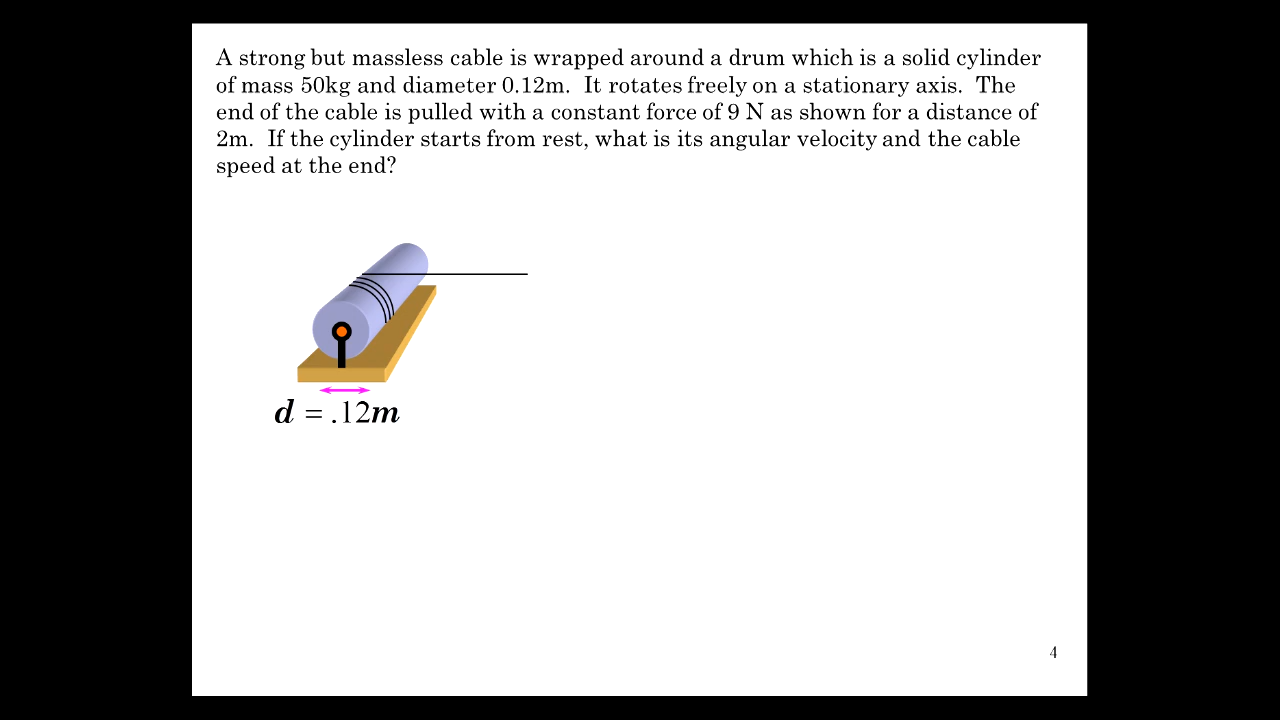 A strong but massless cable is wrapped around a drum which is a solid cylinder
of mass 50kg and diameter 0.12m.  It rotates freely on a stationary axis.  The
end of the cable is pulled with a constant force of 9 N as shown for a distance of
2m.  If the cylinder starts from rest, what is its angular velocity and the cable
speed at the end?
d = .12m
4